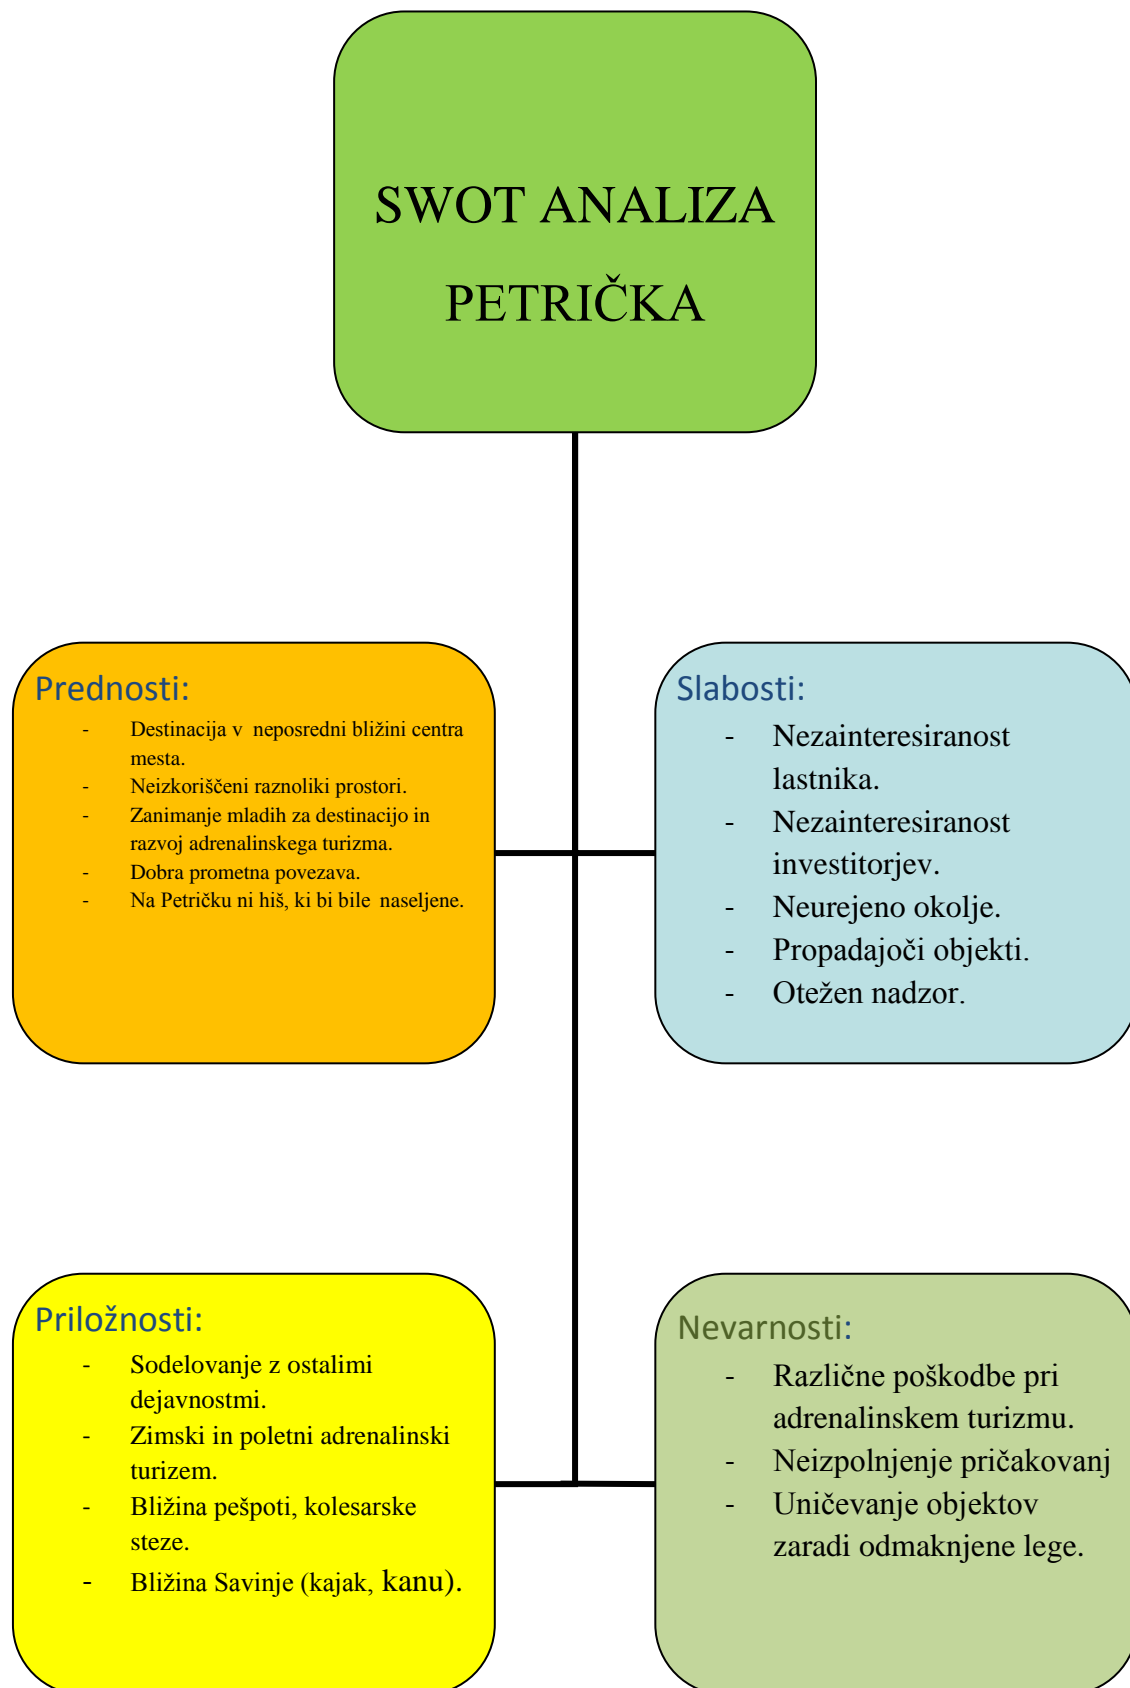 SWOT ANALIZA
PETRIČKA
Prednosti:
- Destinacija v neposredni bližini centra
mesta.
- Neizkoriščeni raznoliki prostori.
- Zanimanje mladih za destinacijo in
razvoj adrenalinskega turizma.
- Dobra prometna povezava.
- Na Petričku ni hiš, ki bi bile naseljene.
Slabosti:
- Nezainteresiranost
lastnika.
- Nezainteresiranost
investitorjev.
- Neurejeno okolje.
- Propadajoči objekti.
- Otežen nadzor.
Priložnosti:
- Sodelovanje z ostalimi
dejavnostmi.
- Zimski in poletni adrenalinski
turizem.
- Bližina pešpoti, kolesarske
steze.
- Bližina Savinje (kajak, kanu).
Nevarnosti:
- Različne poškodbe pri
adrenalinskem turizmu.
- Neizpolnjenje pričakovanj
- Uničevanje objektov
zaradi odmaknjene lege.